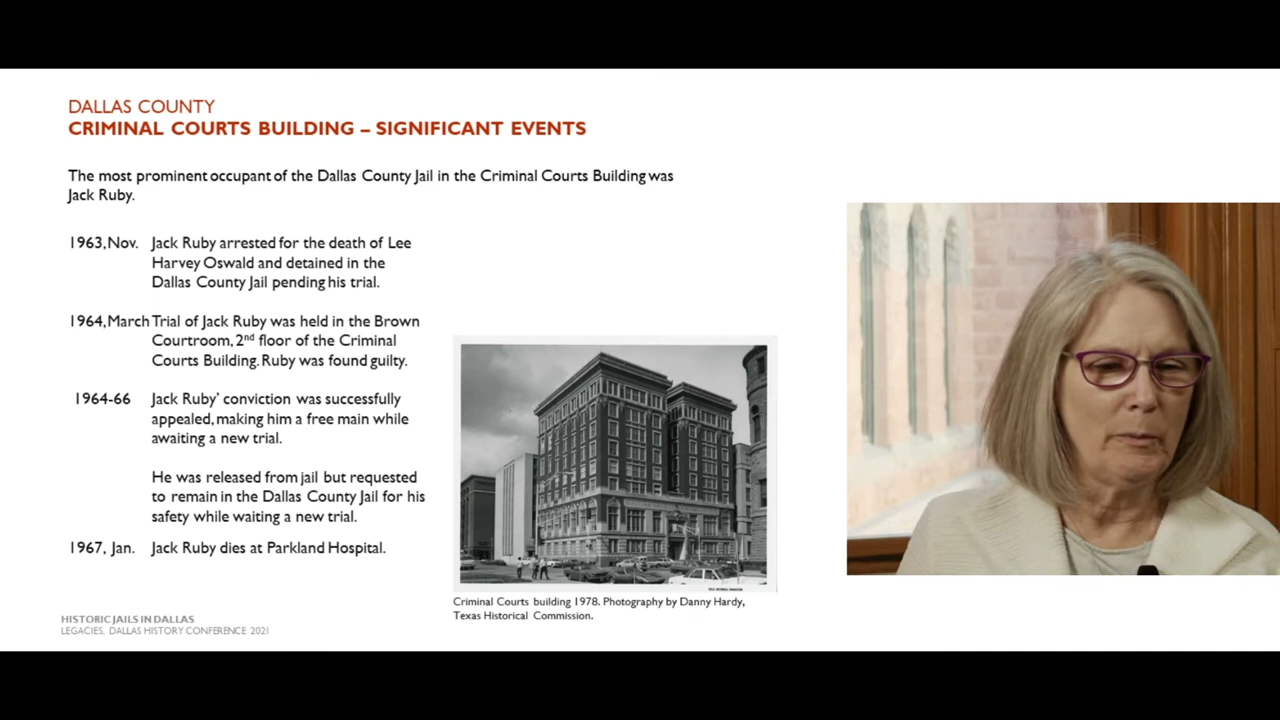 DALLAS COUNTY
CRIMINAL COURTS BUILDING – SIGNIFICANT EVENTS
The most prominent occupant of the Dallas County Jail in the Criminal Courts Building was
Jack Ruby.
1963, Nov. Jack Ruby arrested for the death of Lee
Harvey Oswald and detained in the
Dallas County Jail pending his trial.
1964, March Trial of Jack Ruby was held in the Brown
Courtroom, 2nd floor of the Criminal
Courts Building. Ruby was found guilty.
1964-66 Jack Ruby’ conviction was successfully
appealed, making him a free main while
awaiting a new trial.
He was released from jail but requested
to remain in the Dallas County Jail for his
safety while waiting a new trial.
1967, Jan. Jack Ruby dies at Parkland Hospital.
Criminal Courts building 1978. Photography by Danny Hardy,
Texas Historical Commission.
HISTORIC JAILS IN DALLAS
LEGACIES, DALLAS HISTORY CONFERENCE 2021